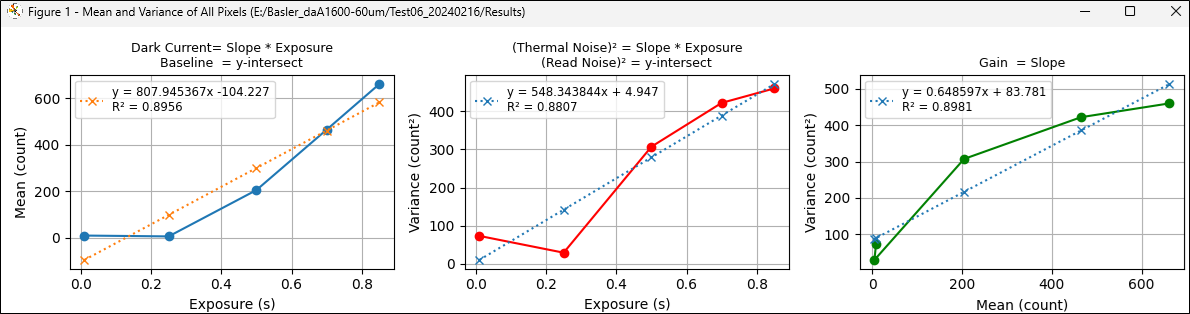 Figure 1 - Mean and Variance of All Pixels (E:/Basler_daA1600-60um/Test06_20240216/Results)
Dark Current= Slope * Exposure
Baseline  = y-intersect
y = 807.945367x -104.227
R² = 0.8956
600
400
200
0
Mean (count)
0.0 0.2 0.4 0.6 0.8
Exposure (s)
(Thermal Noise)² = Slope * Exposure
(Read Noise)² = y-intersect
y = 548.343844x + 4.947
R² = 0.8807
400
300
200
100
0
Variance (count²)
0.0 0.2 0.4 0.6 0.8
Exposure (s)
Gain  = Slope
y = 0.648597x + 83.781
R² = 0.8981
500
400
300
200
100
Variance (count²)
0 200 400 600
Mean (count)